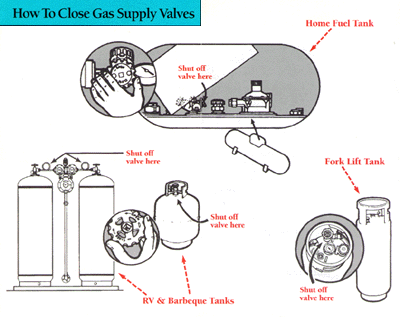 How To Close Gas Supply Valves
Home Fuel Tank
Shut off
valve here
Shut off
valve here
Fork Lift Tank
Shut off
valve here
Shut off
valve here
RV & Barbeque Tanks